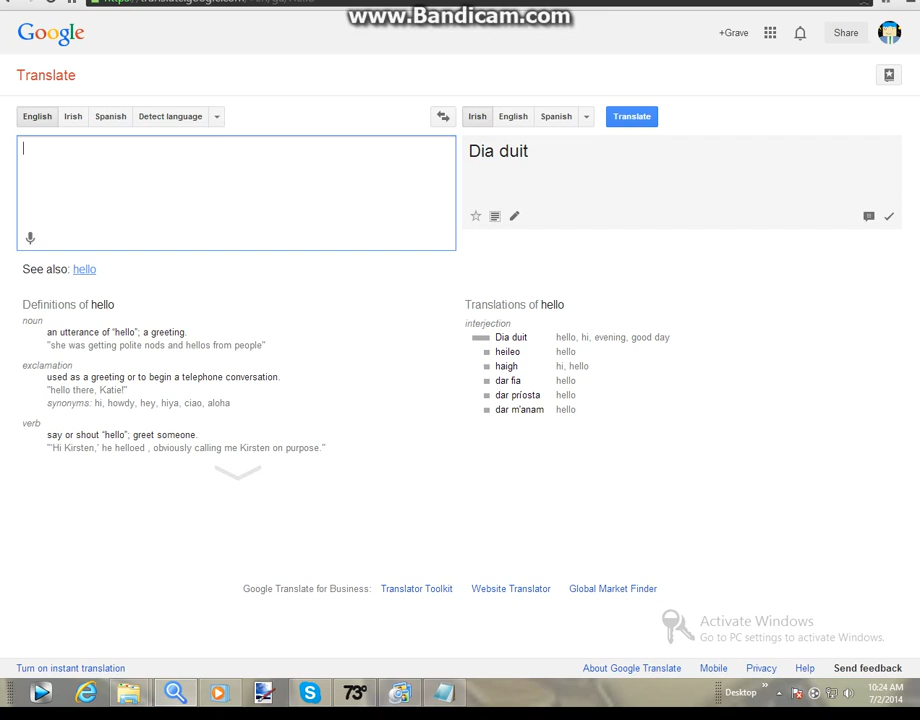 www.Bandicam.com
Google
+Grave
Share
Translate
English Irish Spanish Detect language
Irish English Spanish Translate
Dia duit
See also: hello
Definitions of hello
noun
an utterance of “hello”; a greeting.
"she was getting polite nods and hellos from people"
exclamation
used as a greeting or to begin a telephone conversation.
"hello there, Katie!"
synonyms: hi, howdy, hey, hiya, ciao, aloha
verb
say or shout “hello”; greet someone.
"'Hi Kirsten,' he helloed , obviously calling me Kirsten on purpose."
Translations of hello
interjection
Dia duit hello, hi, evening, good day
heileo hello
haigh hi, hello
dar fia hello
dar príosta hello
dar m'anam hello
Google Translate for Business: Translator Toolkit Website Translator Global Market Finder
Activate Windows
Go to PC settings to activate Windows.
Turn on instant translation
About Google Translate Mobile Privacy Help Send feedback
73°
Desktop »
10:24 AM
7/2/2014